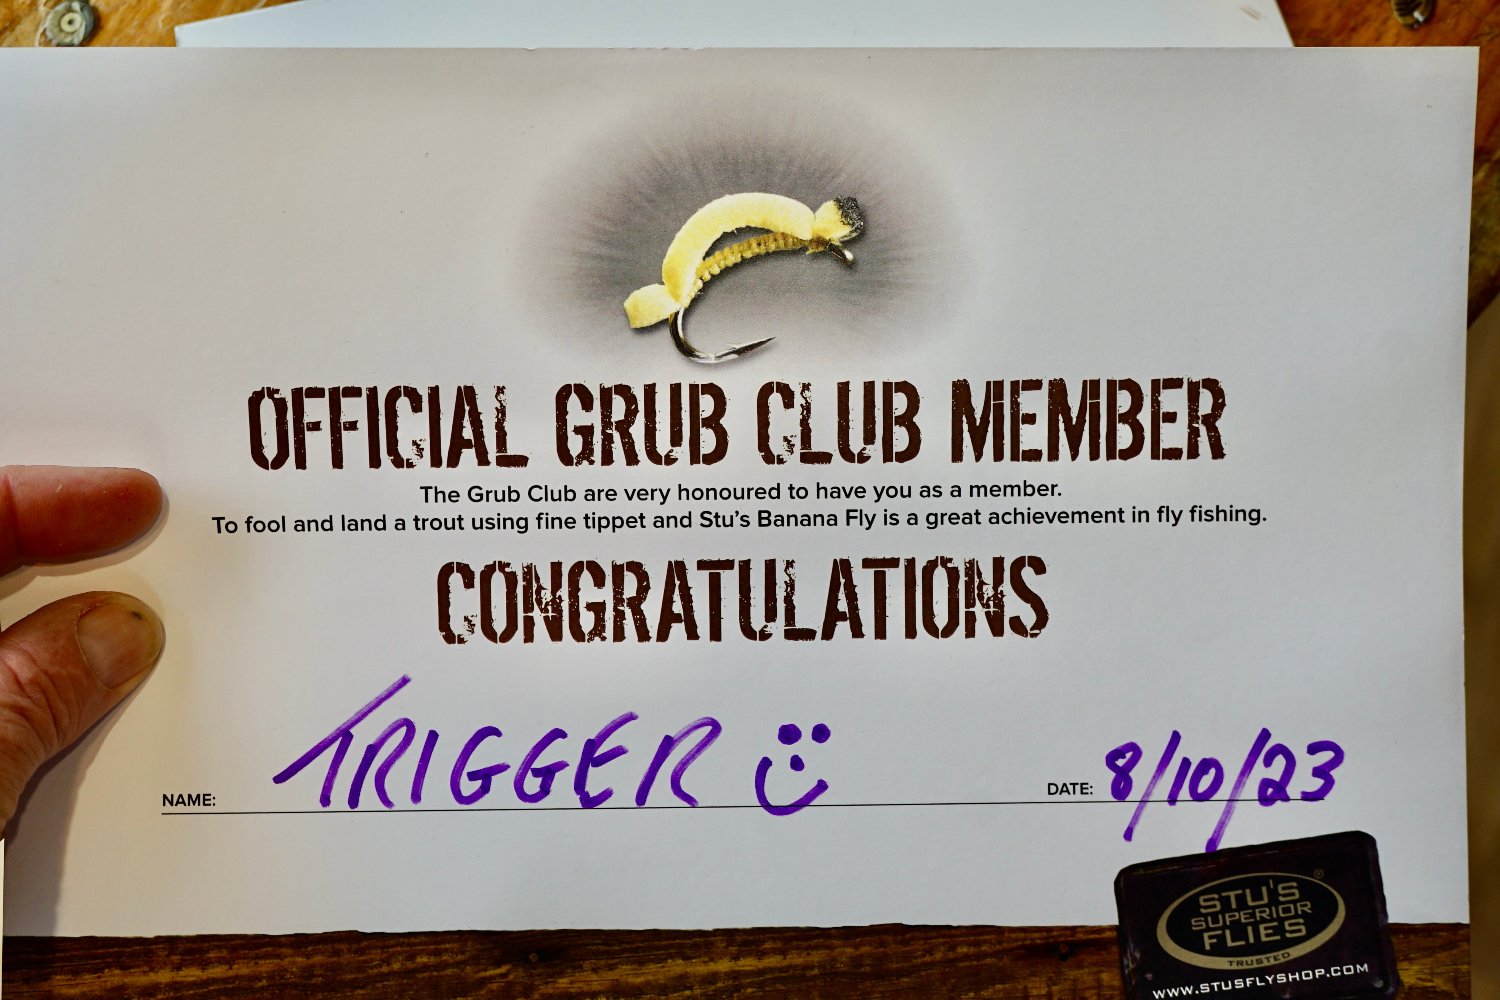 OFFICIAL GRUB CLUB MEMBER
The Grub Club are very honoured to have you as a member.
To fool and land a trout using fine tippet and Stu's Banana Fly is a great achievement in fly fishing.
CONGRATULATIONS
NAME: TRIGGER DATE: 8/10/23
STU'S ®
SUPERIOR
FLIES
TRUSTED
WWW.STUSFLYSHOP.COM